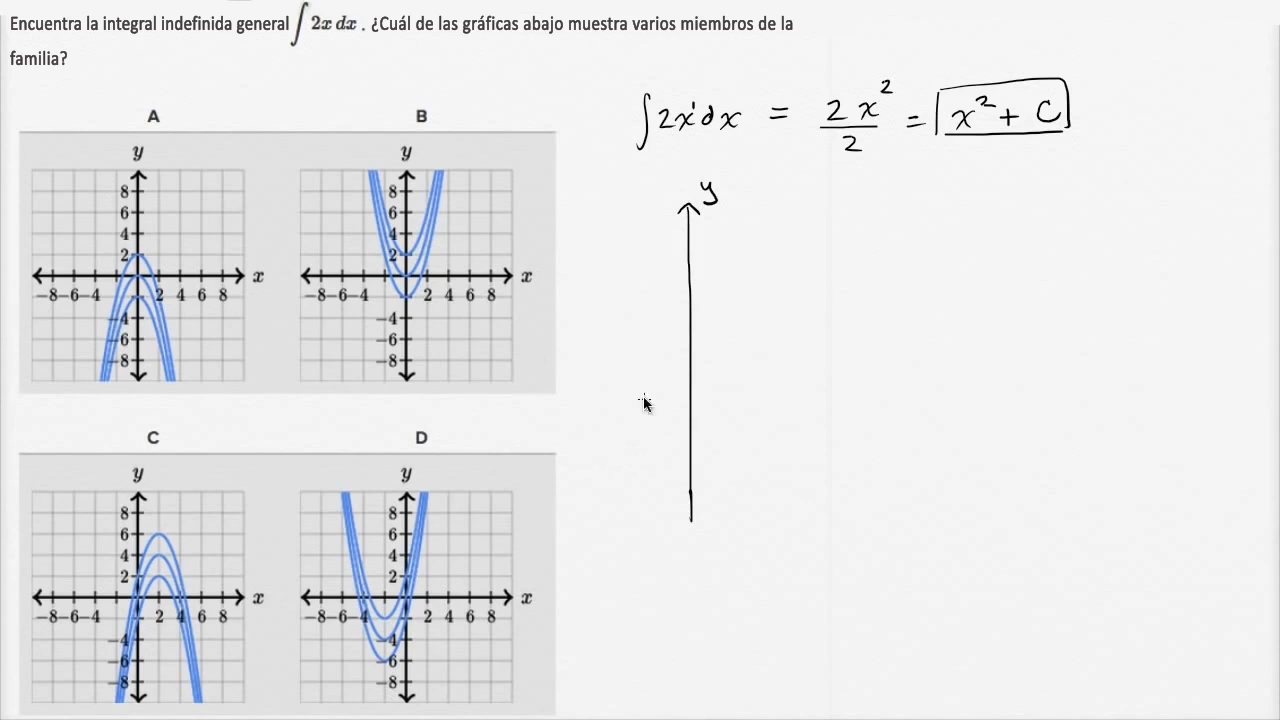 Encuentra la integral indefinida general ∫ 2x dx . ¿Cuál de las gráficas abajo muestra varios miembros de la
familia?
∫2x¹dx = 2x²/2 = x² + C
y
A
B
y
y
8
6
4
2
x
−8−6−4
2 4 6 8
−4
−6
−8
8
6
4
2
x
−8−6−4
2 4 6 8
−4
−6
−8
C
D
y
y
8
6
4
2
x
−8−6−4
2 4 6 8
−4
−6
−8
8
6
4
2
x
−8−6−4
2 4 6 8
−4
−6
−8